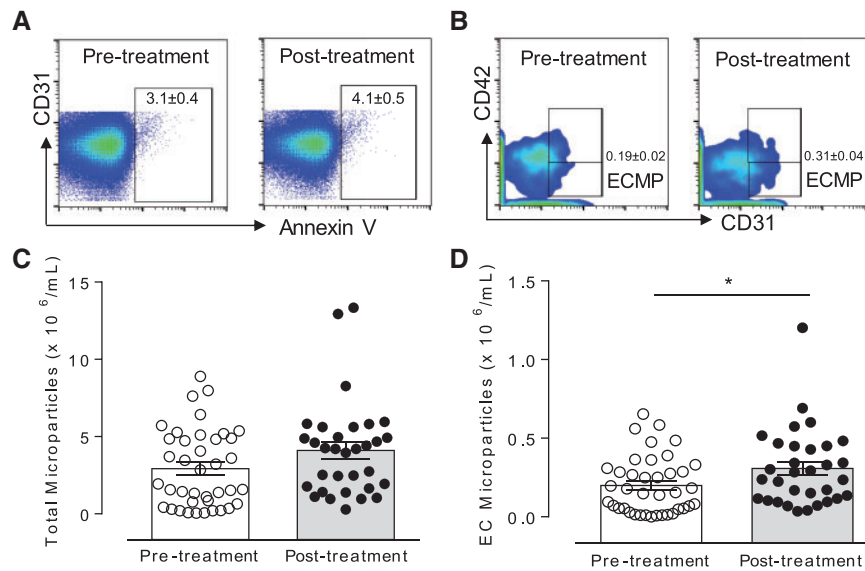 A
Pre-treatment
3.1±0.4
Post-treatment
4.1±0.5
CD31
Annexin V
B
Pre-treatment
0.19±0.02
ECMP
Post-treatment
0.31±0.04
ECMP
CD42
CD31
C
Total Microparticles (x 10 6/mL)
15
10
5
0
Pre-treatment
Post-treatment
D
EC Microparticles (x 10 6/mL)
1.5
1.0
0.5
0.0
*
Pre-treatment
Post-treatment